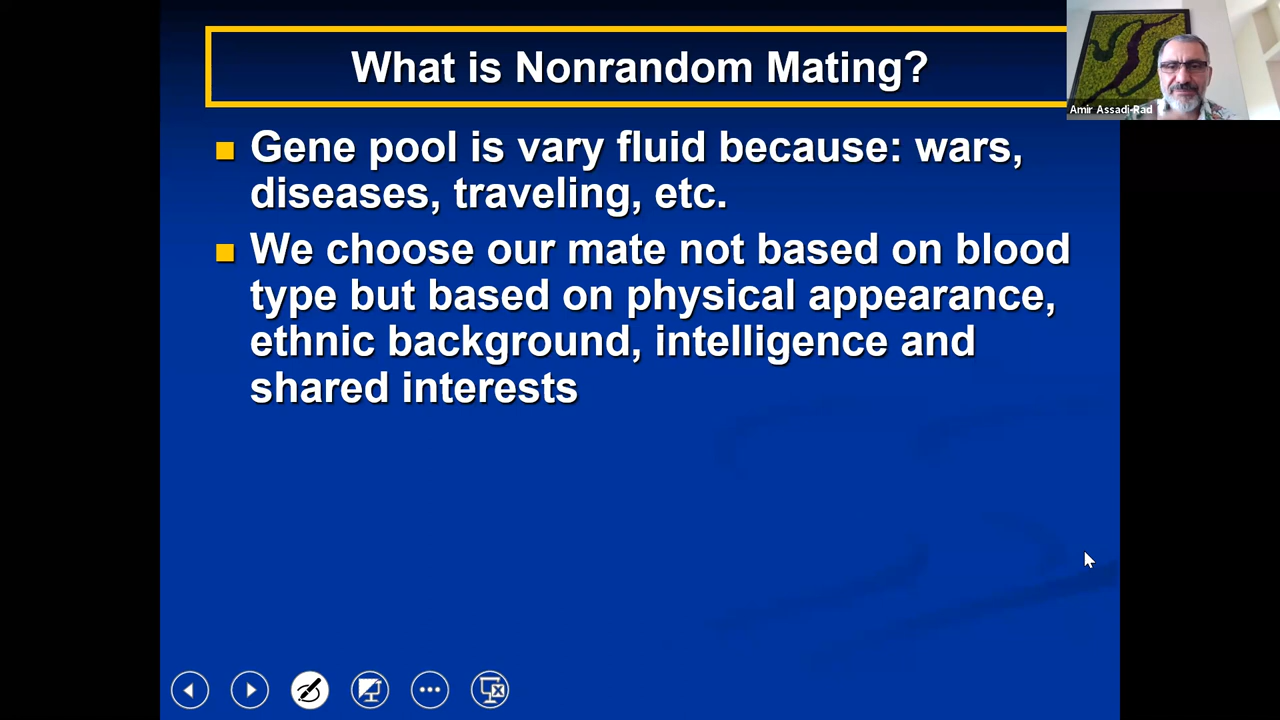 What is Nonrandom Mating?
Amir Assadi-Rad
Gene pool is vary fluid because: wars,
diseases, traveling, etc.
We choose our mate not based on blood
type but based on physical appearance,
ethnic background, intelligence and
shared interests